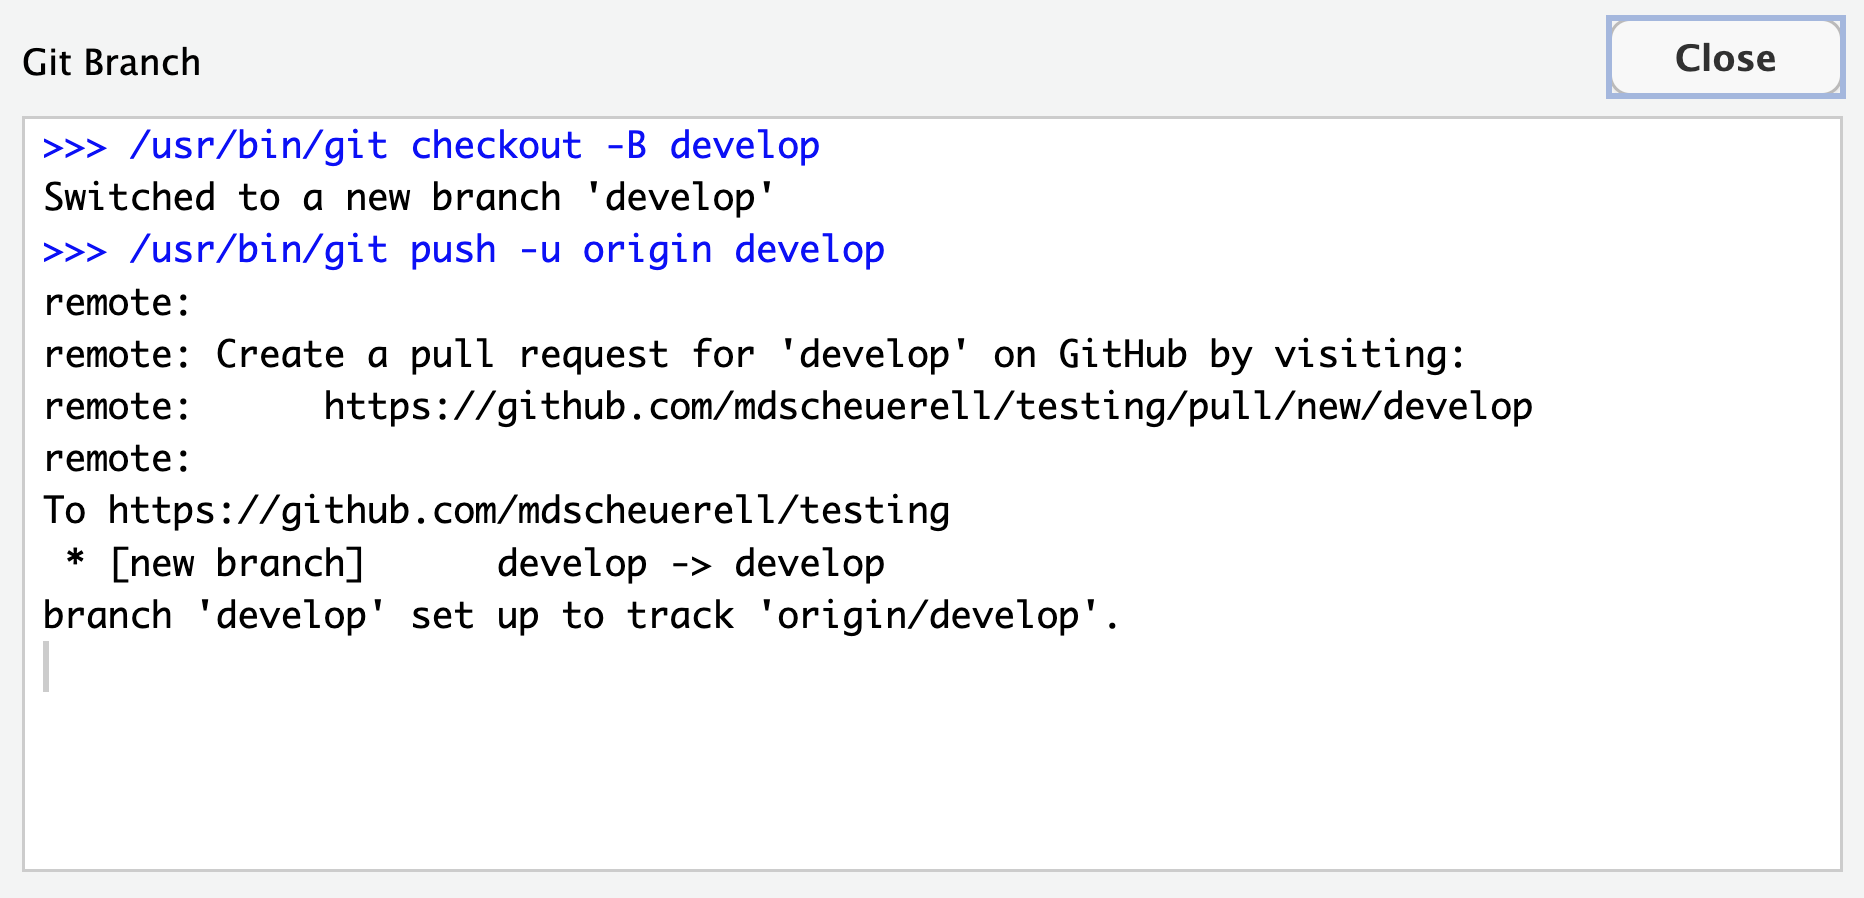 Git Branch
Close
>>> /usr/bin/git checkout -B develop
Switched to a new branch 'develop'
>>> /usr/bin/git push -u origin develop
remote:
remote: Create a pull request for 'develop' on GitHub by visiting:
remote:      https://github.com/mdscheuerell/testing/pull/new/develop
remote:
To https://github.com/mdscheuerell/testing
 * [new branch]      develop -> develop
branch 'develop' set up to track 'origin/develop'.